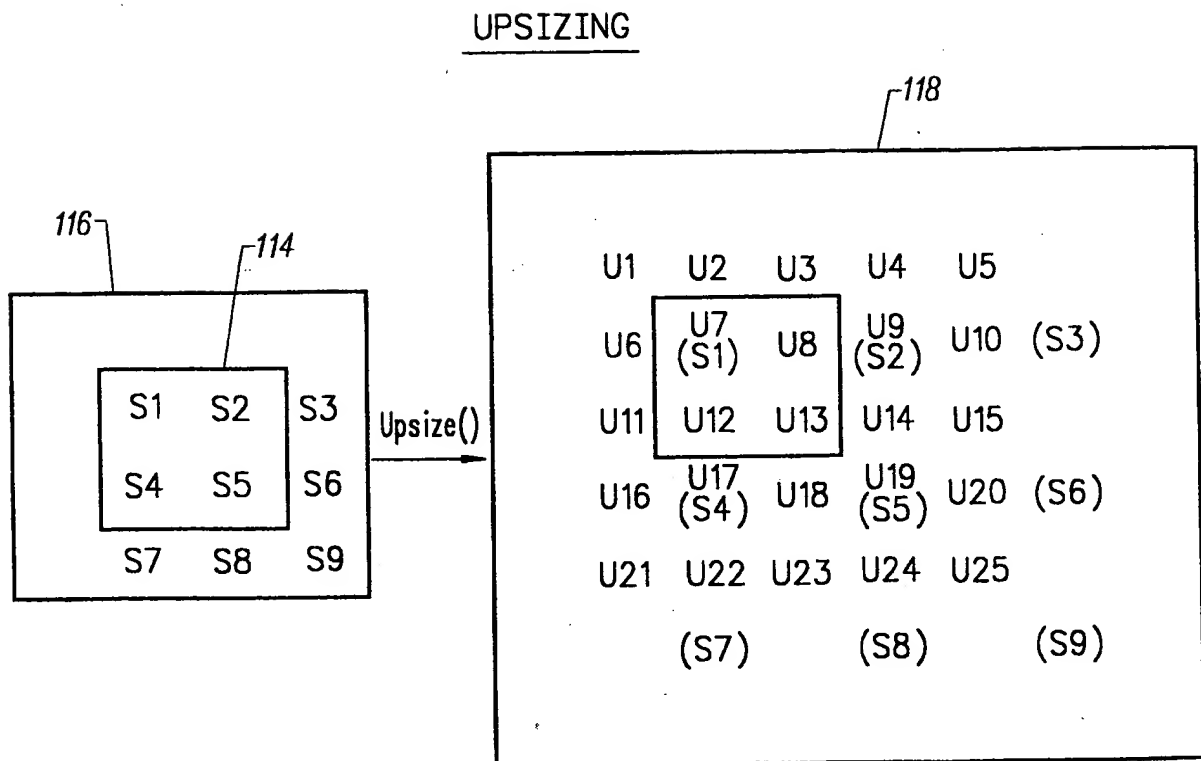 UPSIZING
118
116
114
U1 U2 U3 U4 U5
U6 U7 (S1) U8 U9 (S2) U10 (S3)
S1 S2 S3
Upsize()
U11 U12 U13 U14 U15
S4 S5 S6
U16 U17 (S4) U18 U19 (S5) U20 (S6)
S7 S8 S9
U21 U22 U23 U24 U25
(S7) (S8) (S9)